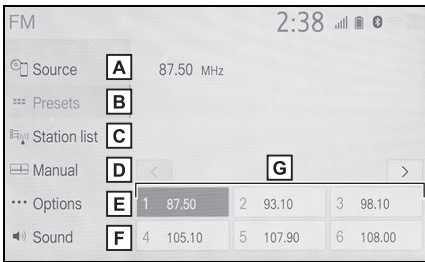 FM 2:38
Source A 87.50 MHz
Presets B
Station list C
Manual D < G >
Options E 1 87.50 2 93.10 3 98.10
Sound F 4 105.10 5 107.90 6 108.00